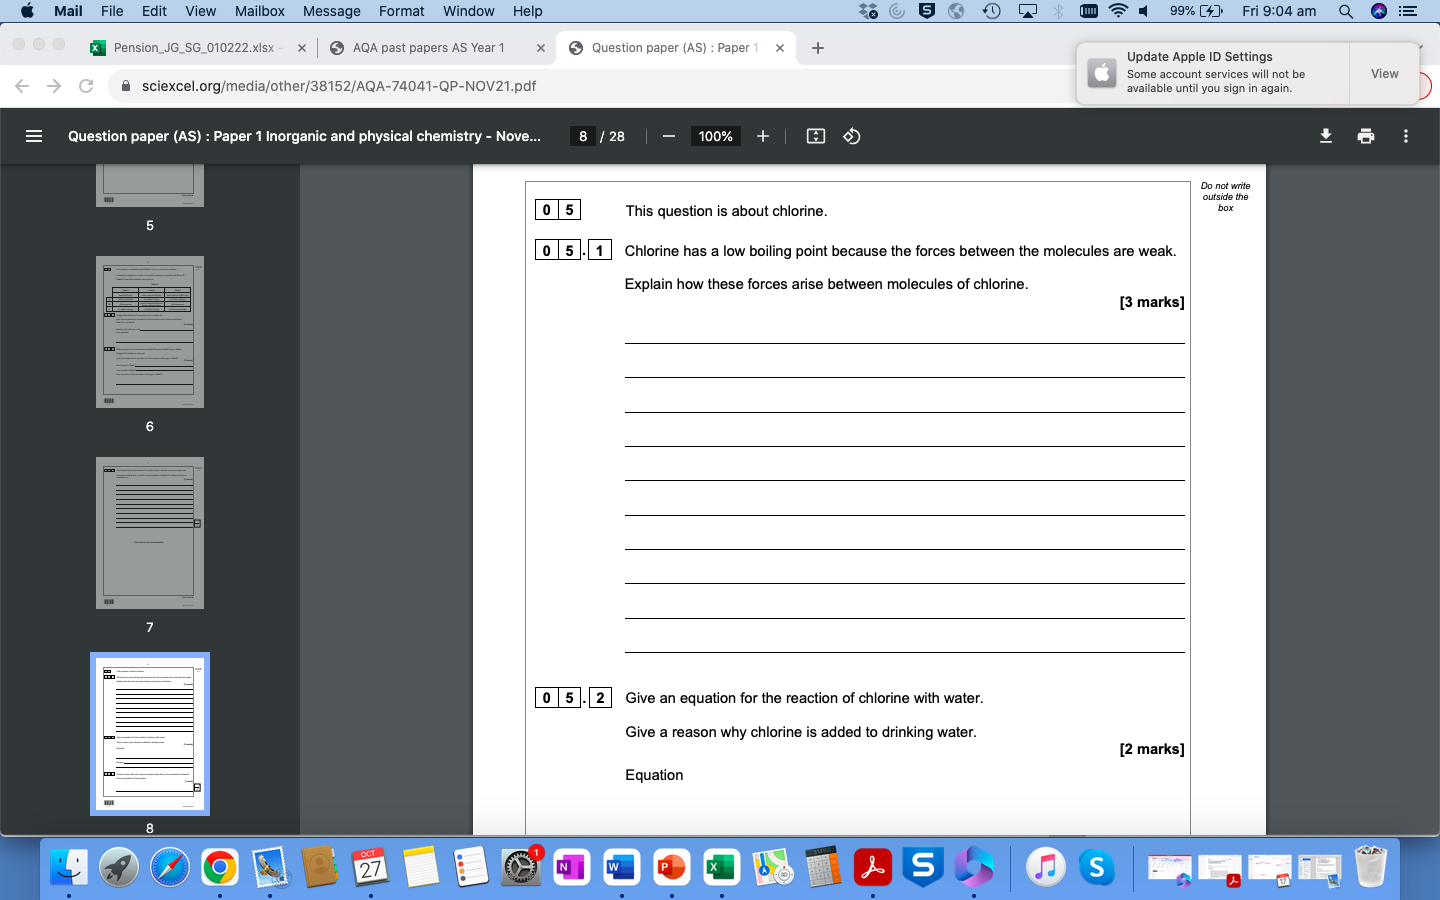 Mail File Edit View Mailbox Message Format Window Help 99% Fri 9:04 am
Pension_JG_SG_010222.xlsx - AQA past papers AS Year 1 Question paper (AS) : Paper 1
Update Apple ID Settings
Some account services will not be
available until you sign in again.
View
sciexcel.org/media/other/38152/AQA-74041-QP-NOV21.pdf
Question paper (AS) : Paper 1 Inorganic and physical chemistry - Nove... 8 / 28 100%
5
6
7
8
Do not write
outside the
box
0 5 This question is about chlorine.
0 5 . 1 Chlorine has a low boiling point because the forces between the molecules are weak.
Explain how these forces arise between molecules of chlorine.
[3 marks]
0 5 . 2 Give an equation for the reaction of chlorine with water.
Give a reason why chlorine is added to drinking water.
[2 marks]
Equation
OCT
27
1
N
W
P
X
3D
S
S
17